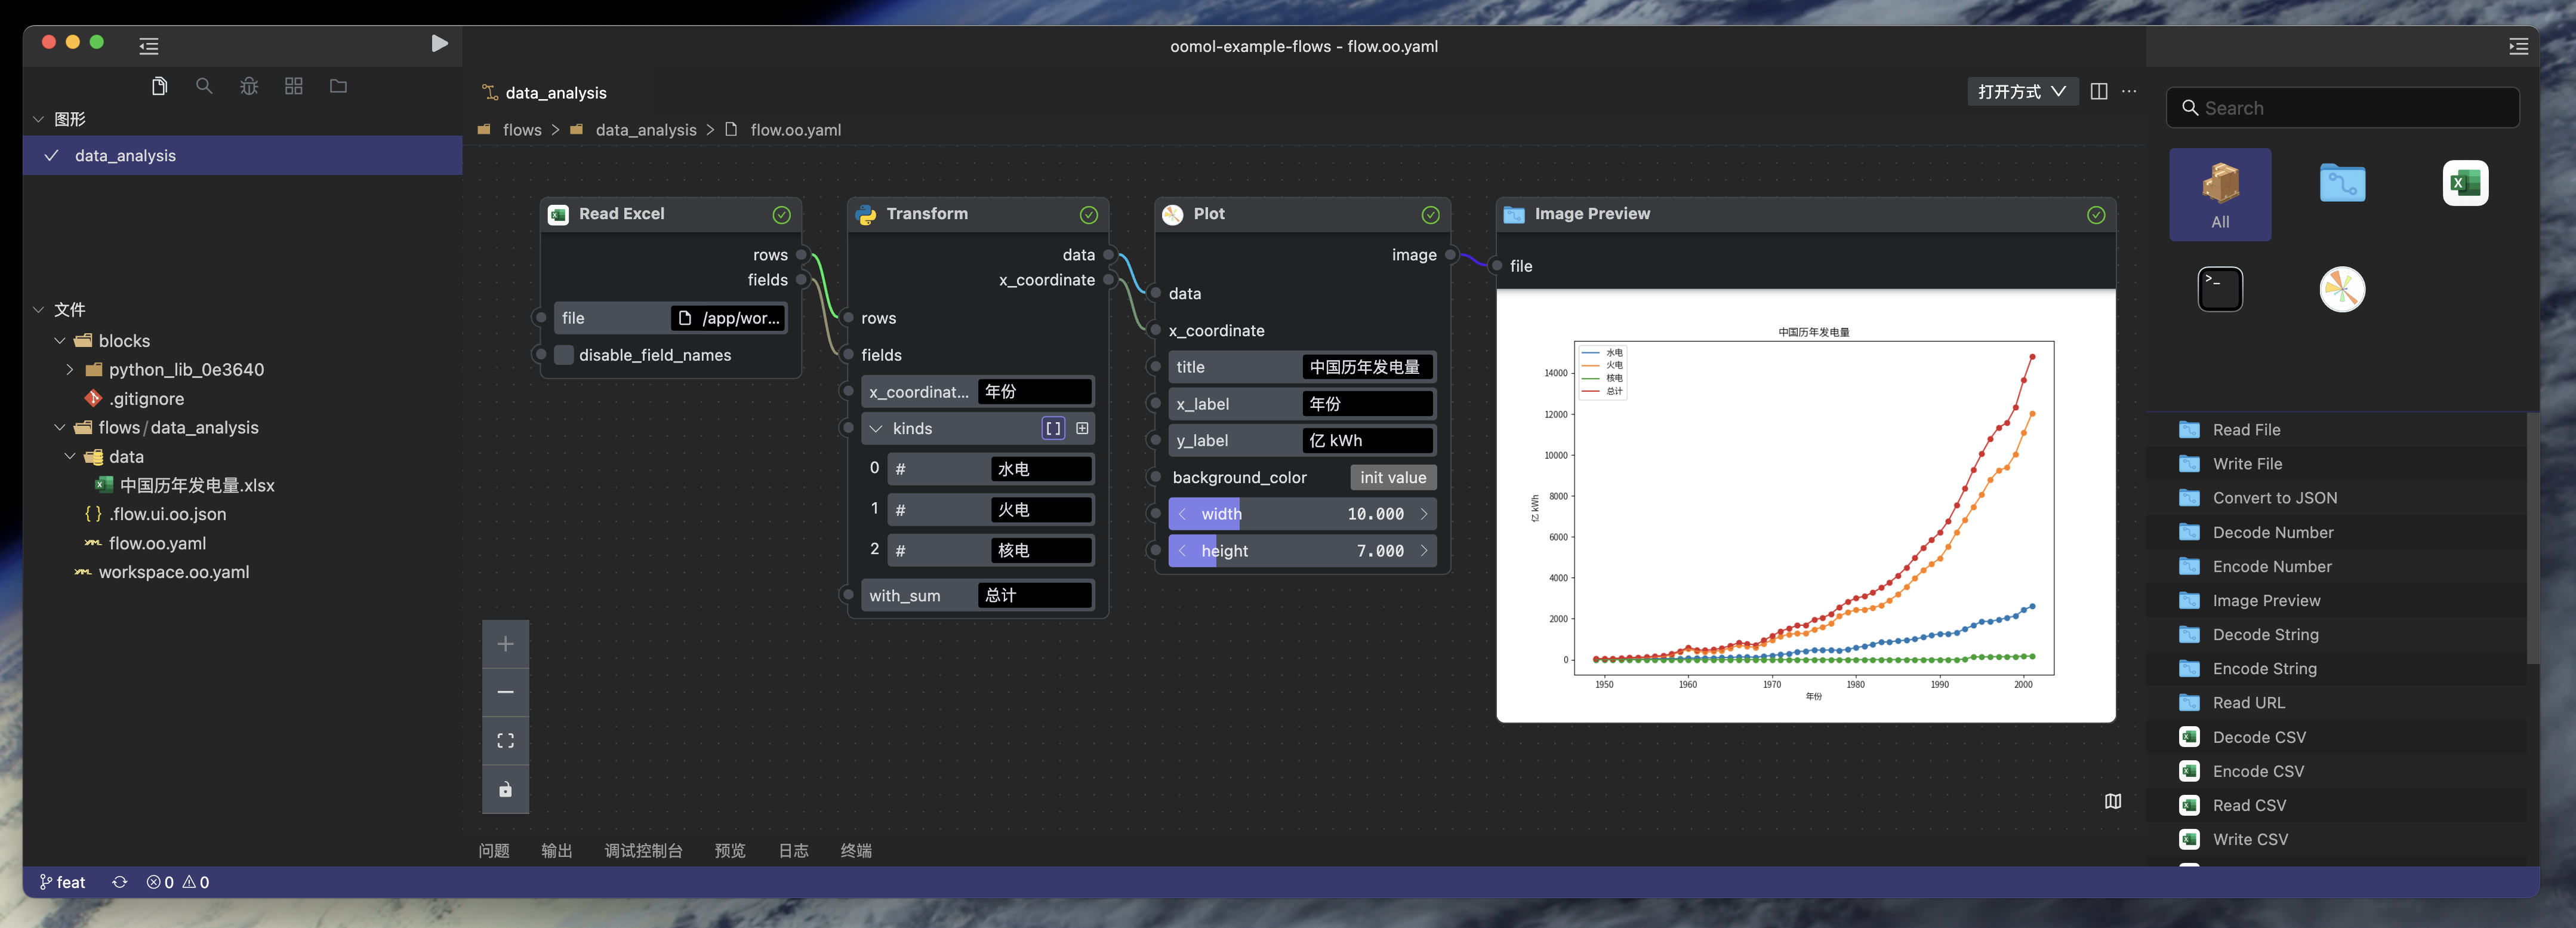 oomol-example-flows - flow.oo.yaml
图形
data_analysis
文件
blocks
python_lib_0e3640
.gitignore
flows/data_analysis
data
中国历年发电量.xlsx
.flow.ui.oo.json
flow.oo.yaml
workspace.oo.yaml
data_analysis
打开方式
flows > data_analysis > flow.oo.yaml
Read Excel
rows
fields
file /app/wor...
disable_field_names
Transform
data
x_coordinate
rows
fields
x_coordinat... 年份
kinds
0 # 水电
1 # 火电
2 # 核电
with_sum 总计
Plot
image
data
x_coordinate
title 中国历年发电量
x_label 年份
y_label 亿 kWh
background_color init value
width 10.000
height 7.000
Image Preview
file
中国历年发电量
水电
火电
核电
总计
14000
12000
10000
8000
6000
4000
2000
0
亿 kWh
1950 1960 1970 1980 1990 2000
年份
问题 输出 调试控制台 预览 日志 终端
feat 0 0
Search
All
Read File
Write File
Convert to JSON
Decode Number
Encode Number
Image Preview
Decode String
Encode String
Read URL
Decode CSV
Encode CSV
Read CSV
Write CSV